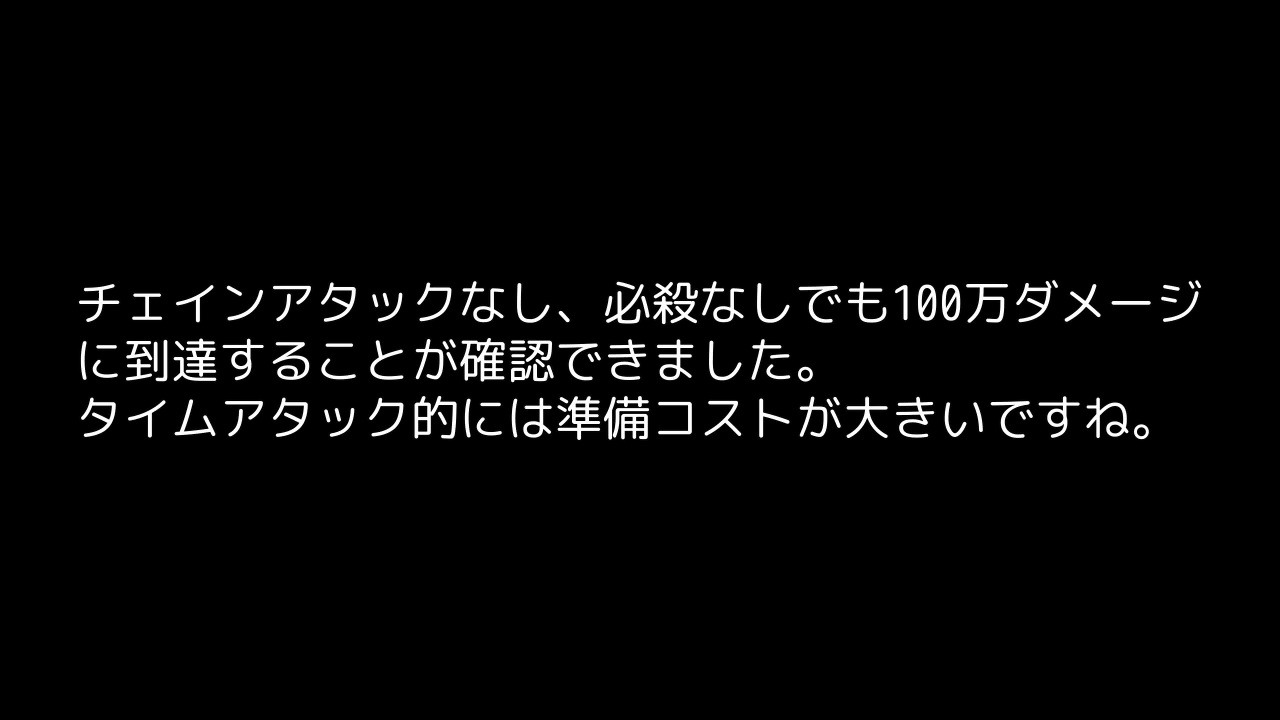 チェインアタックなし、必殺なしでも100万ダメージ
に到達することが確認できました。
タイムアタック的には準備コストが大きいですね。